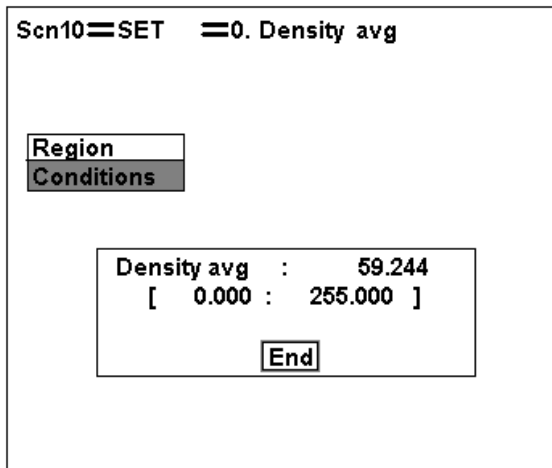 Scn10=SET =0. Density avg
Region
Conditions
Density avg : 59.244
[ 0.000 : 255.000 ]
End